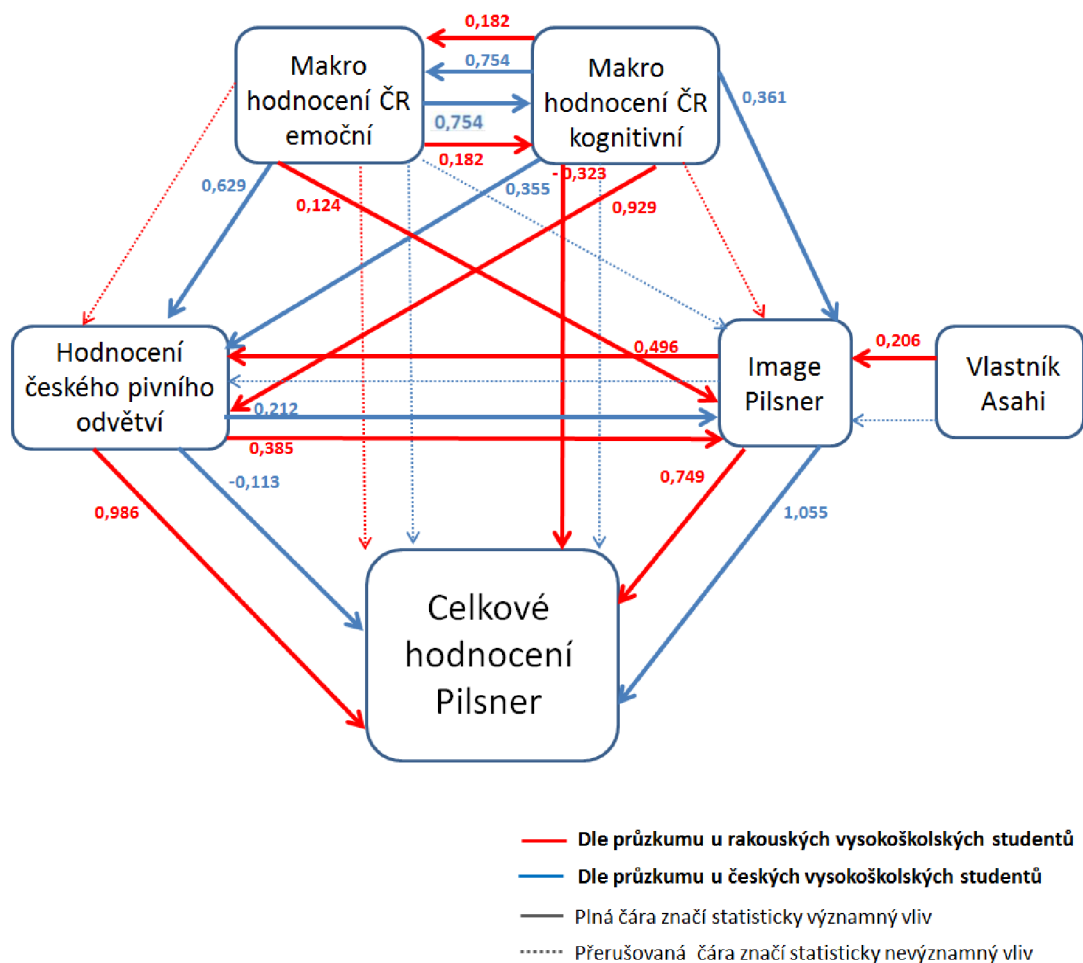 0,182
Makro
hodnocení ČR
emoční
0,754
0,754
0,182
Makro
hodnocení ČR
kognitivní
0,361
0,629
0,124
0,355
- 0,323
0,929
Hodnocení
českého pivního
odvětví
0,496
0,212
0,385
Image
Pilsner
0,206
Vlastník
Asahi
0,986
-0,113
0,749
1,055
Celkové
hodnocení
Pilsner
Dle průzkumu u rakouských vysokoškolských studentů
Dle průzkumu u českých vysokoškolských studentů
Plná čára značí statisticky významný vliv
Přerušovaná čára značí statisticky nevýznamný vliv